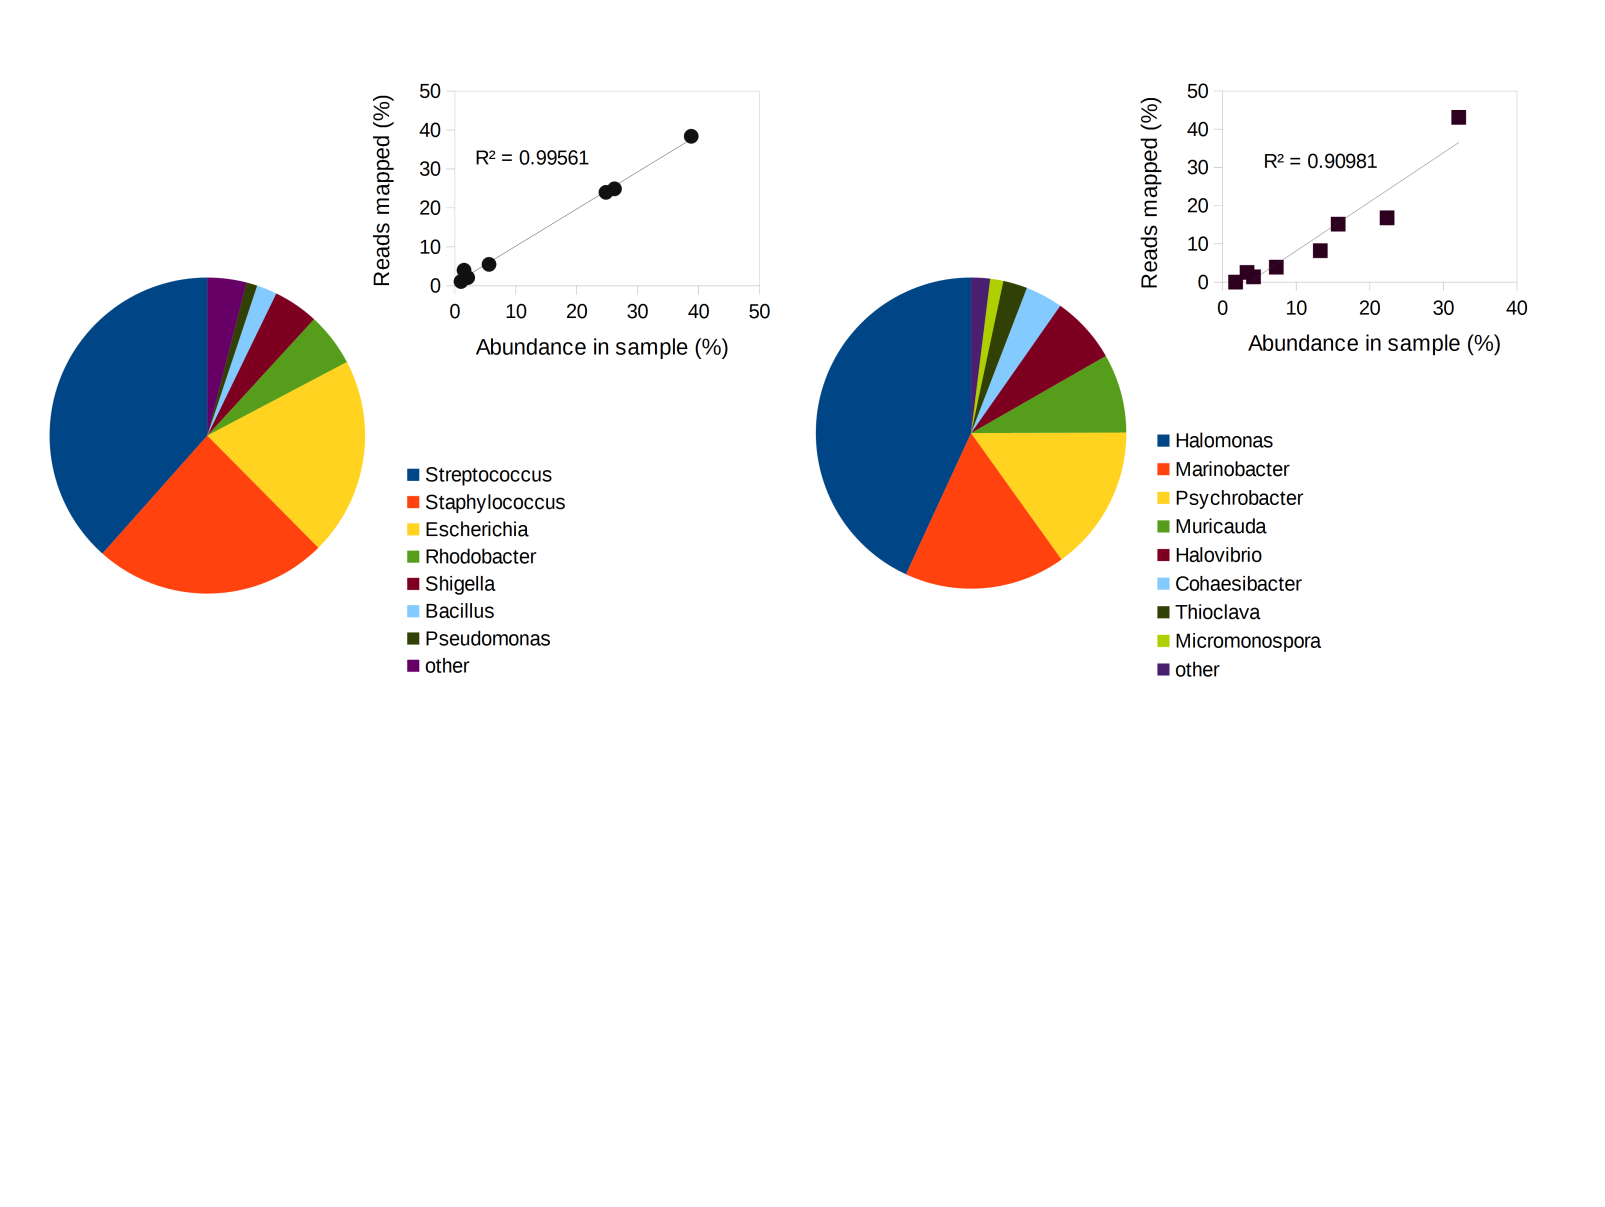 Reads mapped (%)
50
40
30
20
10
0
R² = 0.99561
0 10 20 30 40 50
Abundance in sample (%)
Streptococcus
Staphylococcus
Escherichia
Rhodobacter
Shigella
Bacillus
Pseudomonas
other
Reads mapped (%)
50
40
30
20
10
0
R² = 0.90981
0 10 20 30 40
Abundance in sample (%)
Halomonas
Marinobacter
Psychrobacter
Muricauda
Halovibrio
Cohaesibacter
Thioclava
Micromonospora
other